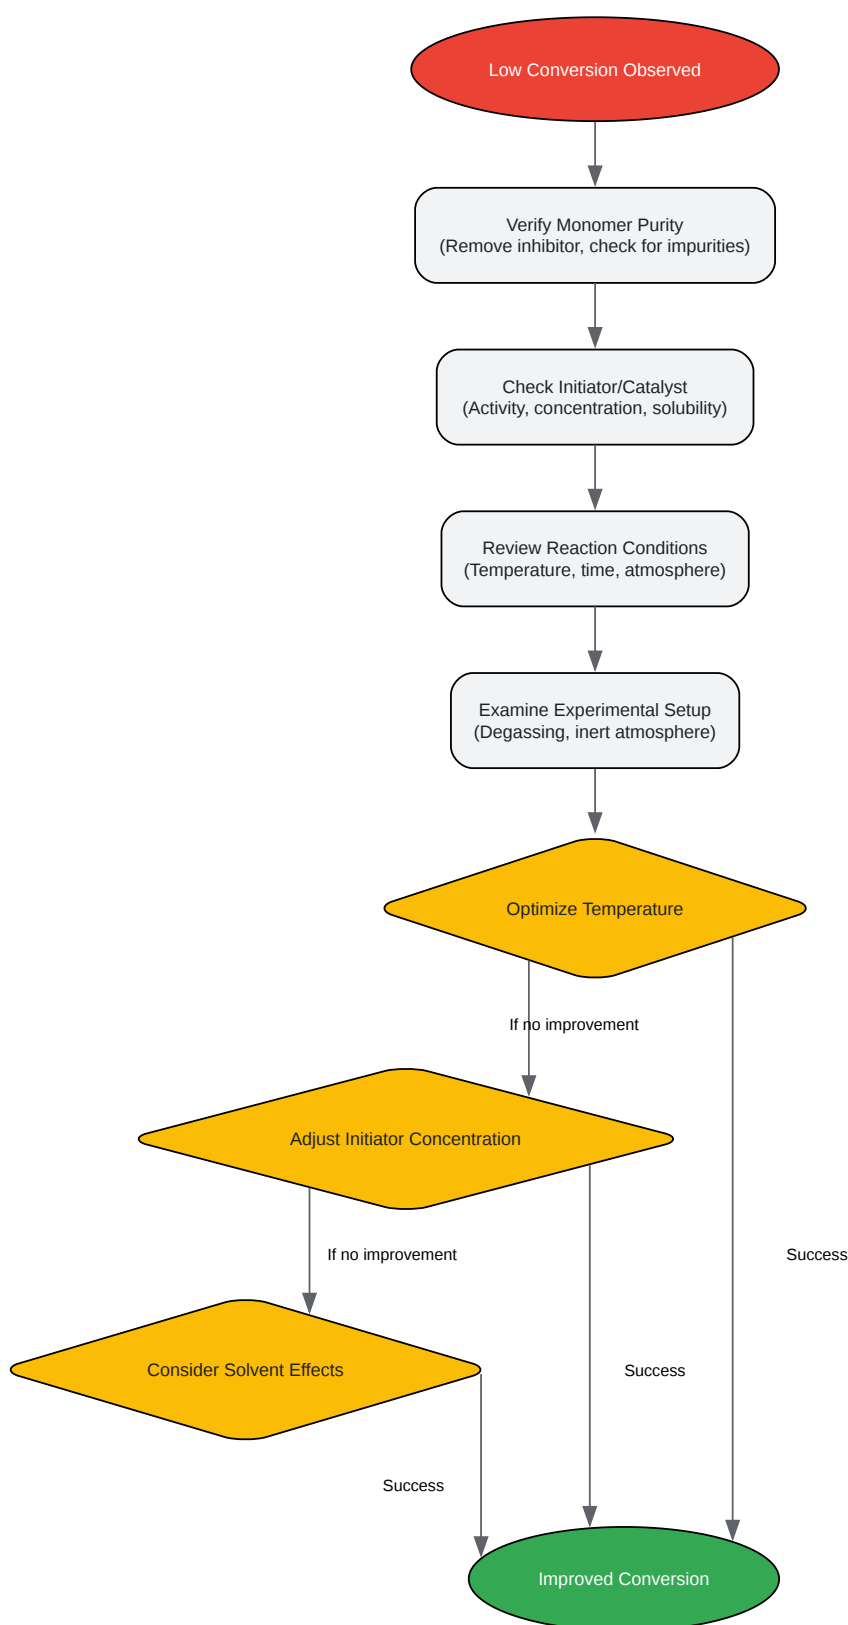 Low Conversion Observed
Verify Monomer Purity
(Remove inhibitor, check for impurities)
Check Initiator/Catalyst
(Activity, concentration, solubility)
Review Reaction Conditions
(Temperature, time, atmosphere)
Examine Experimental Setup
(Degassing, inert atmosphere)
Optimize Temperature
If no improvement
Adjust Initiator Concentration
If no improvement
Success
Consider Solvent Effects
Success
Success
Improved Conversion